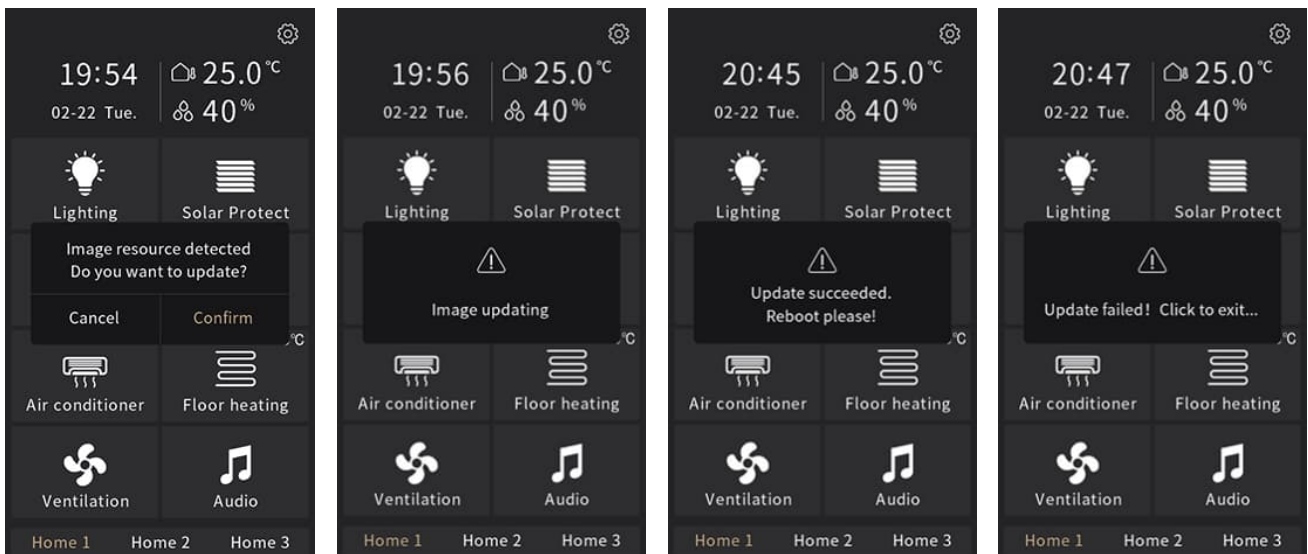 19:54
25.0℃
02-22 Tue.
40%
Lighting
Solar Protect
Image resource detected
Do you want to update?
Cancel
Confirm
℃
Air conditioner
Floor heating
Ventilation
Audio
Home 1
Home 2
Home 3
19:56
25.0℃
02-22 Tue.
40%
Lighting
Solar Protect
Image updating
℃
Air conditioner
Floor heating
Ventilation
Audio
Home 1
Home 2
Home 3
20:45
25.0℃
02-22 Tue.
40%
Lighting
Solar Protect
Update succeeded.
Reboot please!
℃
Air conditioner
Floor heating
Ventilation
Audio
Home 1
Home 2
Home 3
20:47
25.0℃
02-22 Tue.
40%
Lighting
Solar Protect
Update failed! Click to exit...
℃
Air conditioner
Floor heating
Ventilation
Audio
Home 1
Home 2
Home 3